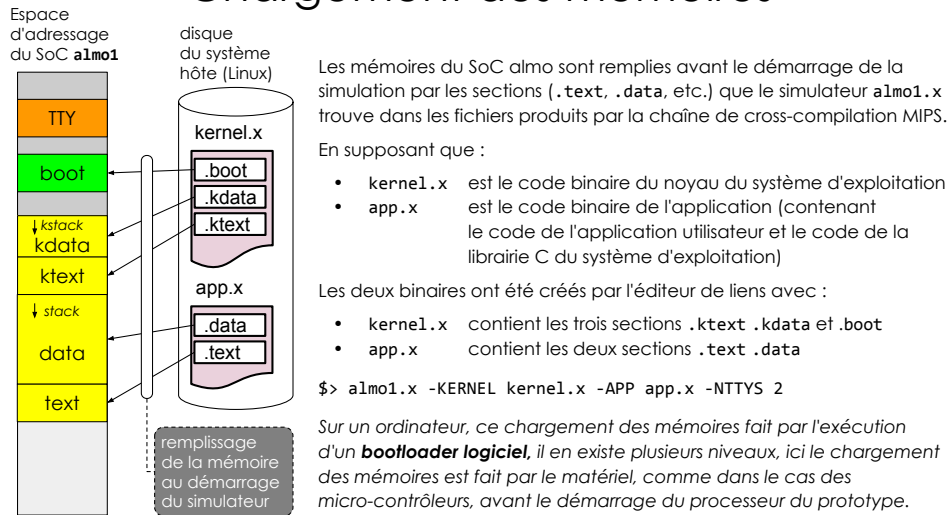 Chargement des mémoires
Espace
d'adressage
du SoC almo1
TTY
boot
kstack
kdata
ktext
stack
data
text
disque
du système
hôte (Linux)
kernel.x
.boot
.kdata
.ktext
app.x
.data
.text
remplissage
de la mémoire
au démarrage
du simulateur
Les mémoires du SoC almo sont remplies avant le démarrage de la
simulation par les sections (.text, .data, etc.) que le simulateur almo1.x
trouve dans les fichiers produits par la chaîne de cross-compilation MIPS.
En supposant que :
• kernel.x est le code binaire du noyau du système d'exploitation
• app.x est le code binaire de l'application (contenant
le code de l'application utilisateur et le code de la
librairie C du système d'exploitation)
Les deux binaires ont été créés par l'éditeur de liens avec :
• kernel.x contient les trois sections .ktext .kdata et .boot
• app.x contient les deux sections .text .data
$> almo1.x -KERNEL kernel.x -APP app.x -NTTYS 2
Sur un ordinateur, ce chargement des mémoires fait par l'exécution
d'un bootloader logiciel, il en existe plusieurs niveaux, ici le chargement
des mémoires est fait par le matériel, comme dans le cas des
micro-contrôleurs, avant le démarrage du processeur du prototype.